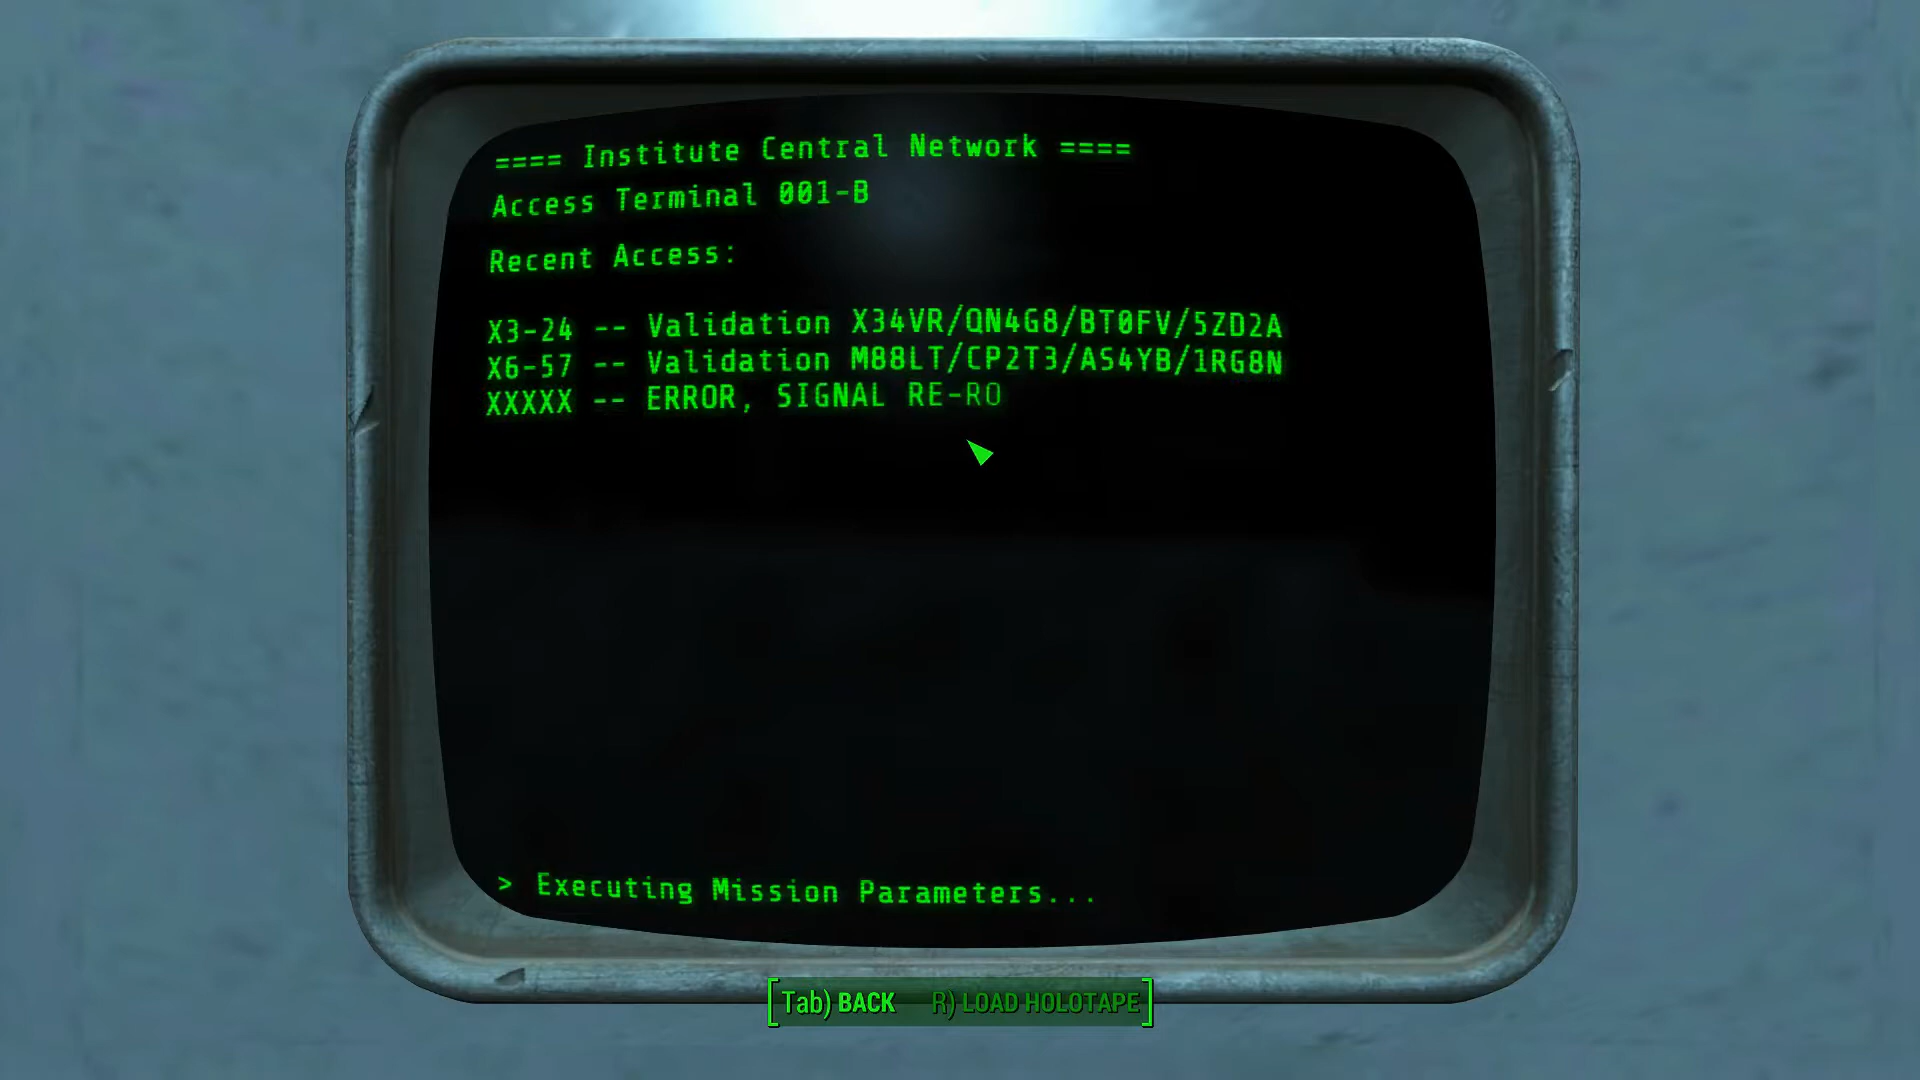 ==== Institute Central Network ====
Access Terminal 001-B
Recent Access:
X3-24 -- Validation X34VR/QN4G8/BT0FV/5ZD2A
X6-57 -- Validation M88LT/CP2T3/AS4YB/1RG8N
XXXXX -- ERROR, SIGNAL RE-RO
> Executing Mission Parameters...
Tab) BACK R) LOAD HOLOTAPE